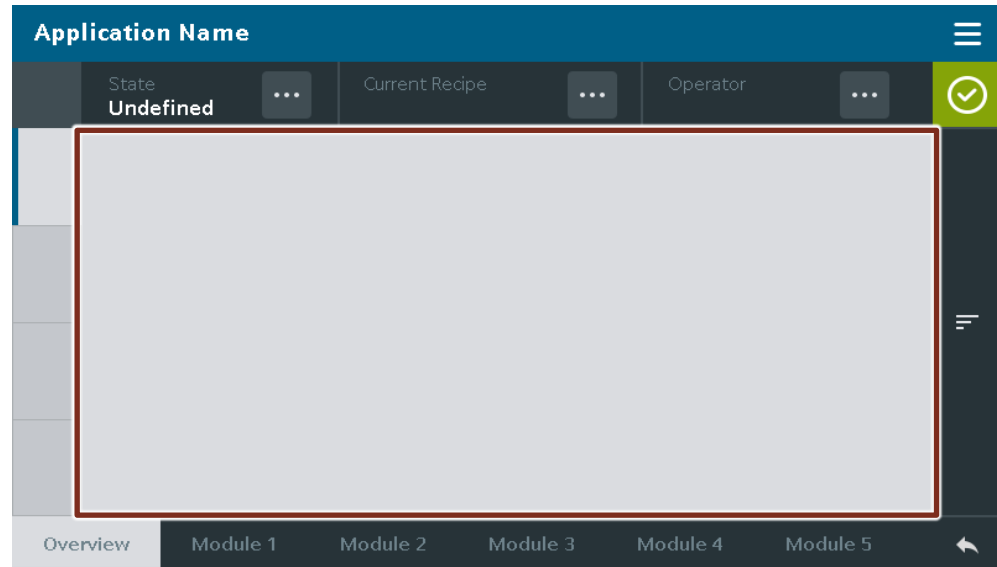 Application Name
State
Undefined
Current Recipe
Operator
Overview Module 1 Module 2 Module 3 Module 4 Module 5